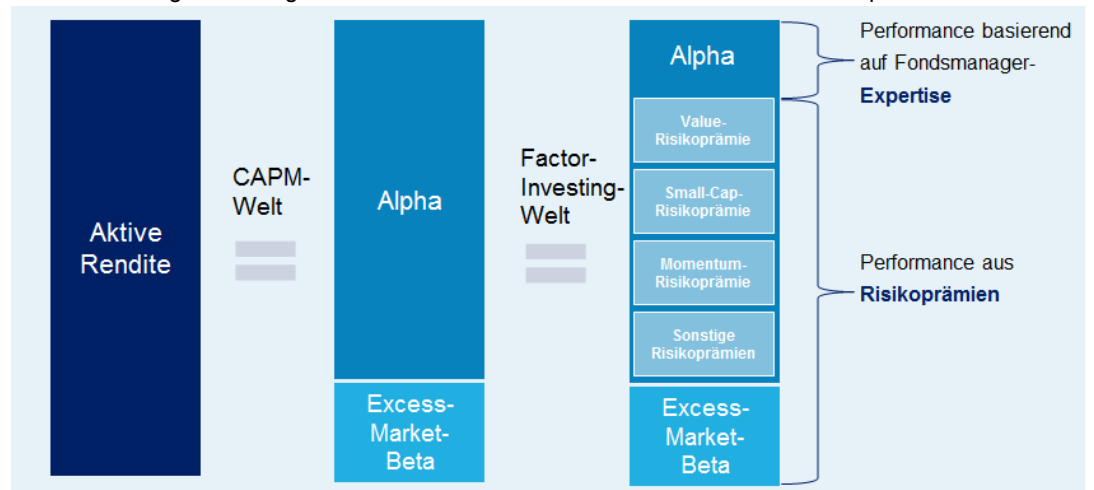 Aktive
Rendite
CAPM-
Welt
Alpha
Excess-
Market-
Beta
Factor-
Investing-
Welt
Alpha
Value-
Risikoprämie
Small-Cap-
Risikoprämie
Momentum-
Risikoprämie
Sonstige
Risikoprämien
Excess-
Market-
Beta
Performance basierend
auf Fondsmanager-
Expertise
Performance aus
Risikoprämien